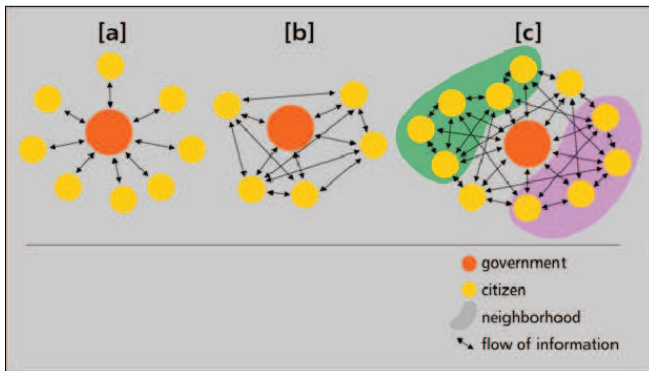 [a] [b] [c]
government
citizen
neighborhood
flow of information